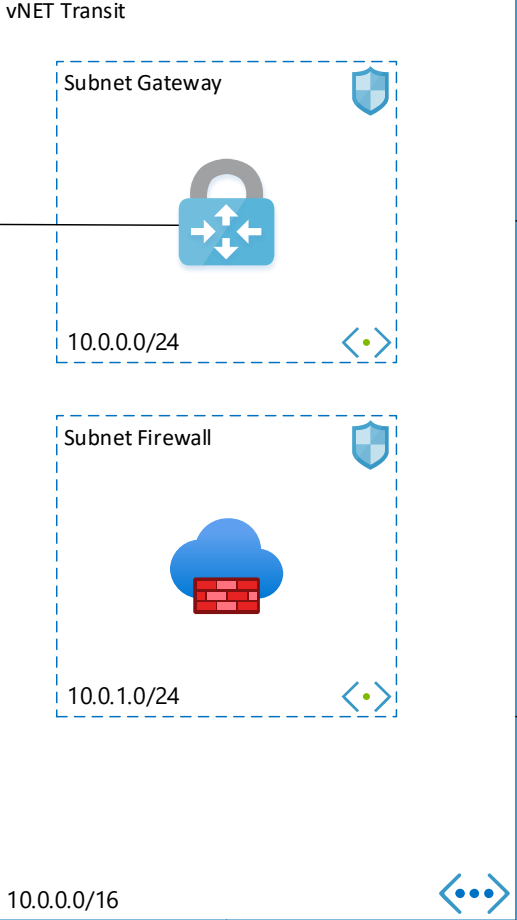 vNET Transit
Subnet Gateway
10.0.0.0/24
Subnet Firewall
10.0.1.0/24
10.0.0.0/16